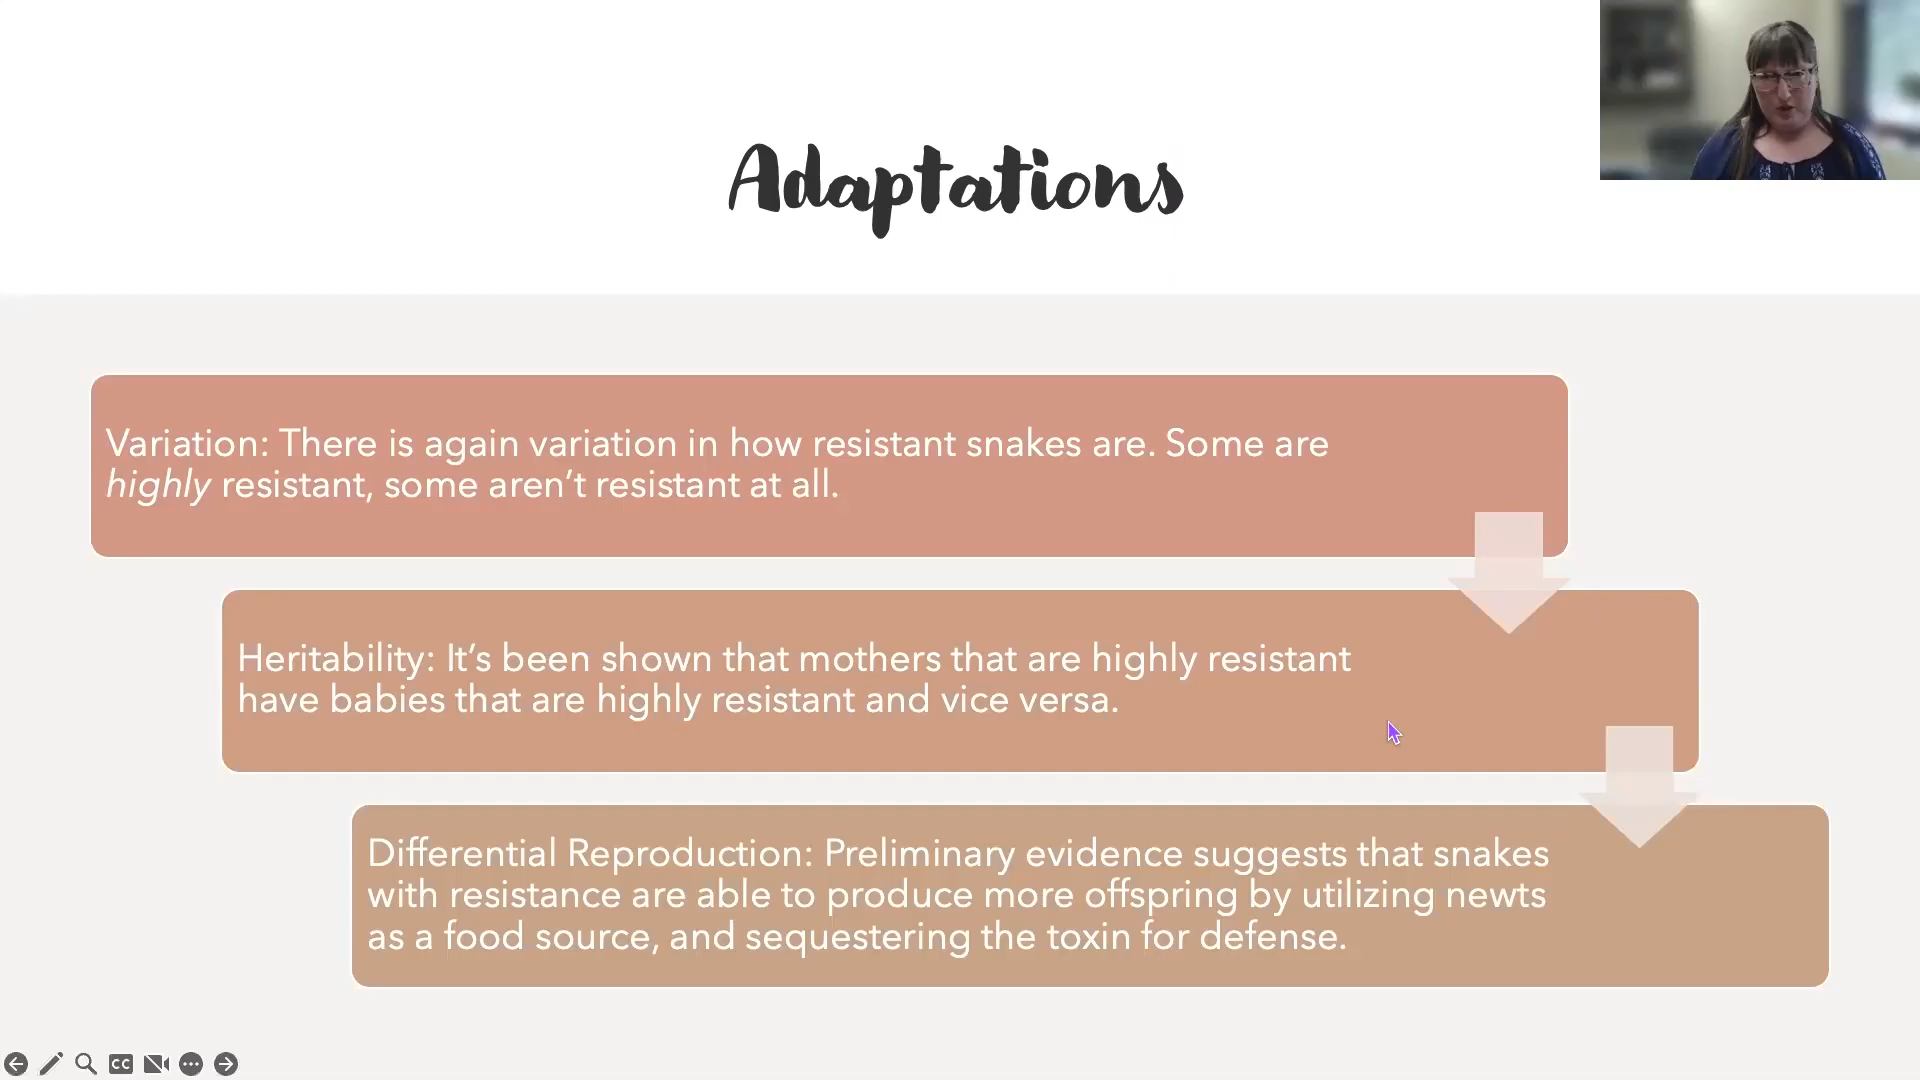 Adaptations
Variation: There is again variation in how resistant snakes are. Some are
highly resistant, some aren’t resistant at all.
Heritability: It’s been shown that mothers that are highly resistant
have babies that are highly resistant and vice versa.
Differential Reproduction: Preliminary evidence suggests that snakes
with resistance are able to produce more offspring by utilizing newts
as a food source, and sequestering the toxin for defense.
CC